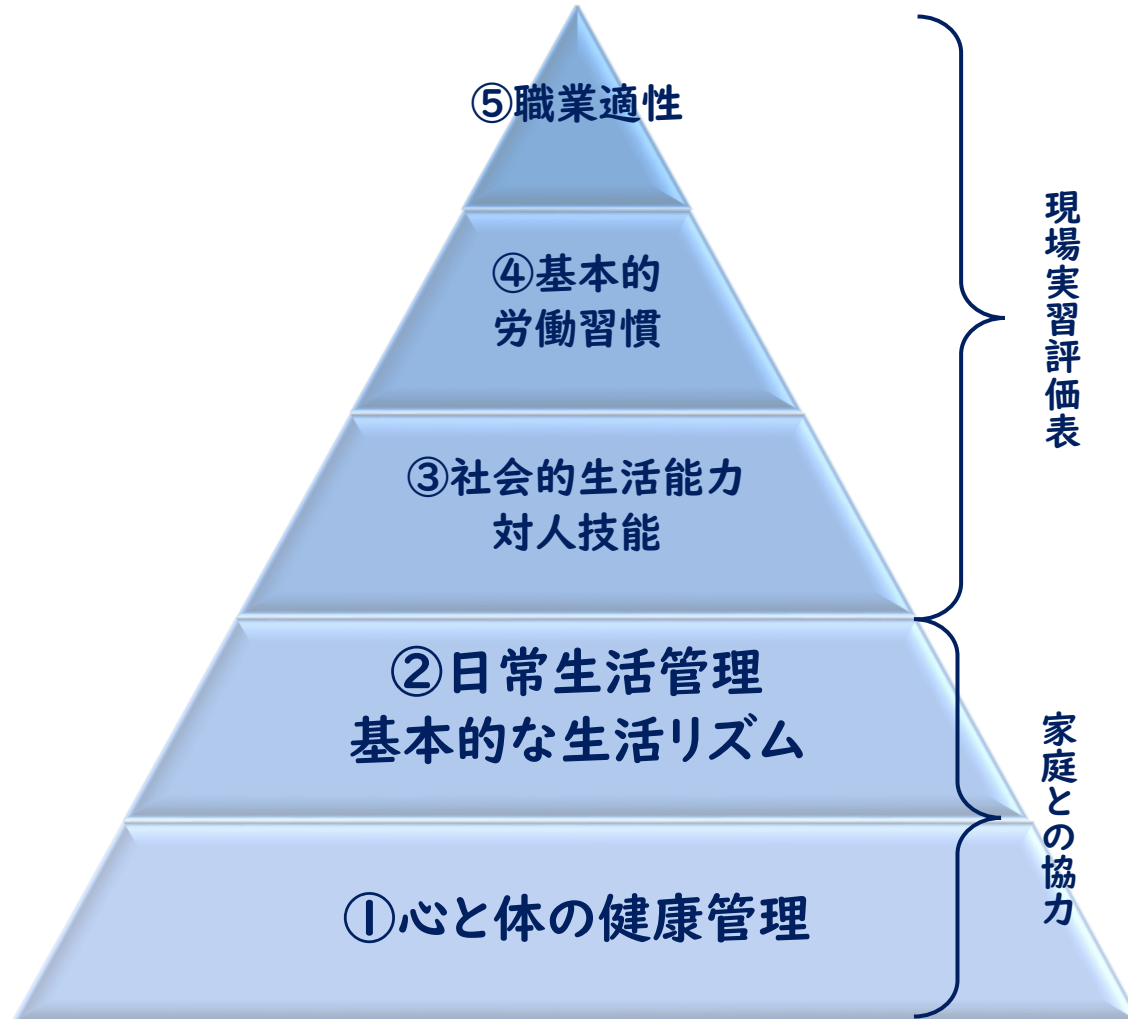 ⑤職業適性
④基本的
労働習慣
③社会的生活能力
対人技能
②日常生活管理
基本的な生活リズム
①心と体の健康管理
現場実習評価表
家庭との協力